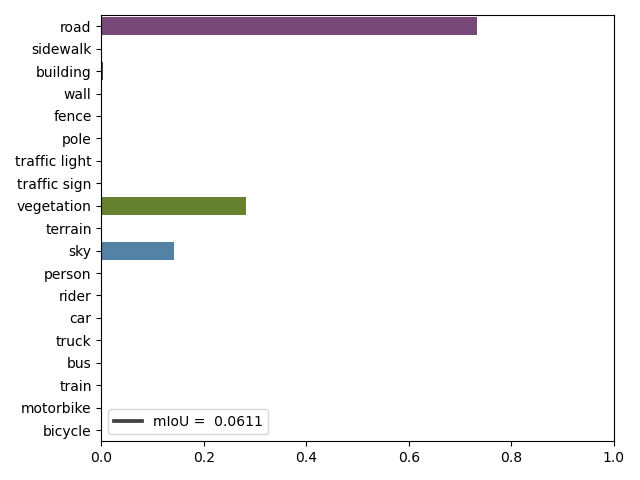 road
sidewalk
building
wall
fence
pole
traffic light
traffic sign
vegetation
terrain
sky
person
rider
car
truck
bus
train
motorbike
bicycle
mIoU =  0.0611
0.0 0.2 0.4 0.6 0.8 1.0